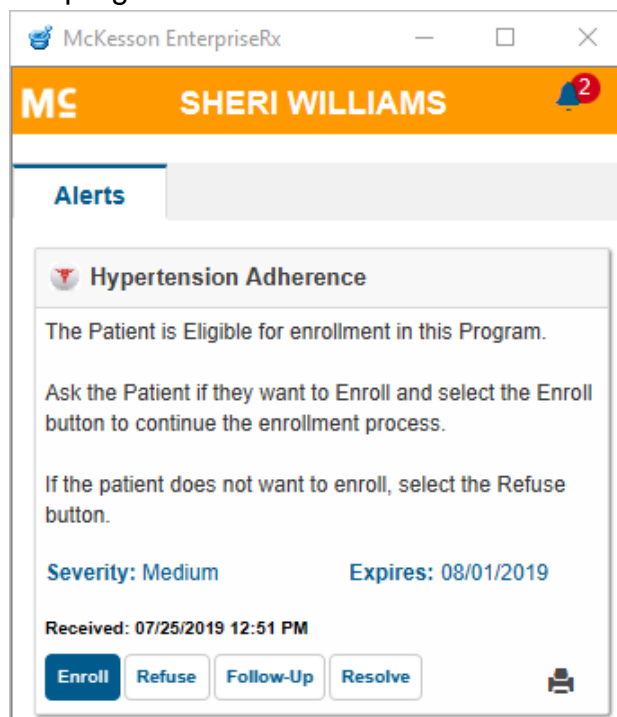 McKesson EnterpriseRx
SHERI WILLIAMS
2
Alerts
Hypertension Adherence
The Patient is Eligible for enrollment in this Program.
Ask the Patient if they want to Enroll and select the Enroll
button to continue the enrollment process.
If the patient does not want to enroll, select the Refuse
button.
Severity: Medium Expires: 08/01/2019
Received: 07/25/2019 12:51 PM
Enroll Refuse Follow-Up Resolve